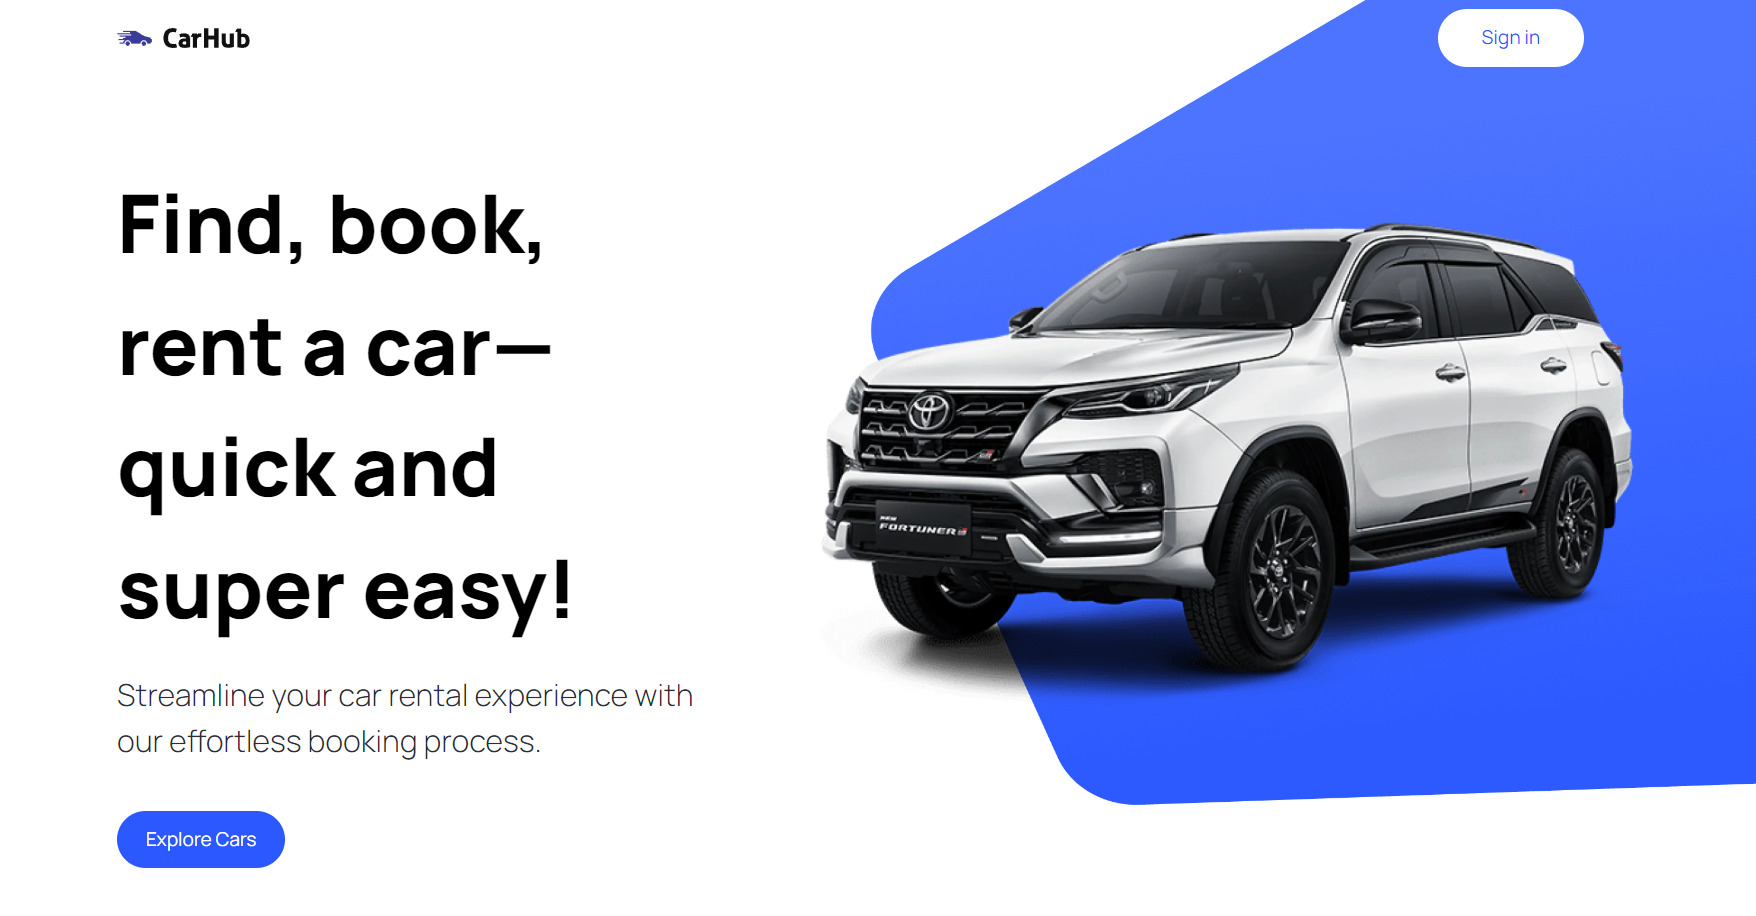 CarHub
Sign in
Find, book,
rent a car—
quick and
super easy!
Streamline your car rental experience with
our effortless booking process.
Explore Cars
NEW
FORTUNER